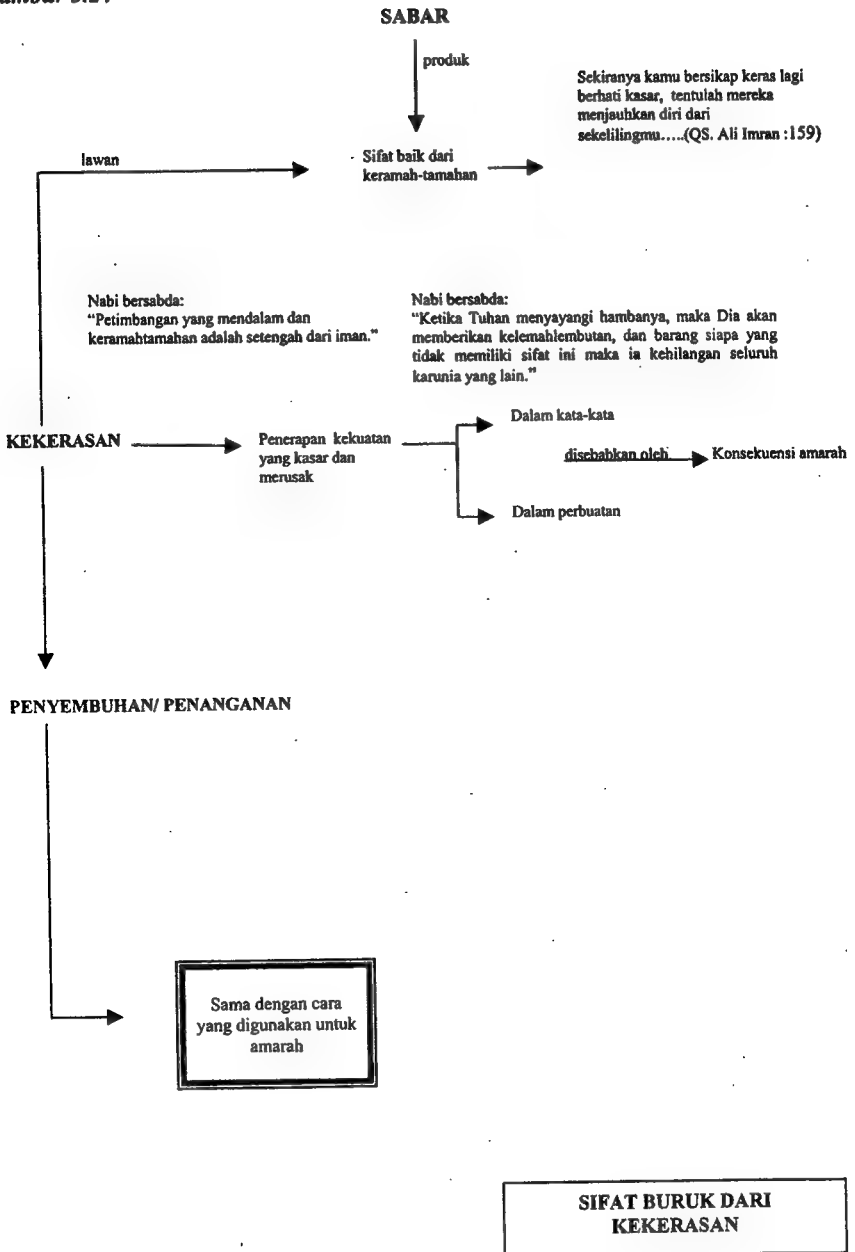 SABAR
produk
Sekiranya kamu bersikap keras lagi
berhati kasar, tentulah mereka
menjauhkan diri dari
sekelilingmu.....(QS. Ali Imran :159)
lawan
Sifat baik dari
keramah-tamahan
Nabi bersabda:
“Petimbangan yang mendalam dan
keramahtamahan adalah setengah dari iman.”
Nabi bersabda:
“Ketika Tuhan menyayangi hambanya, maka Dia akan
memberikan kelemahlembutan, dan barang siapa yang
tidak memiliki sifat ini maka ia kehilangan seluruh
karunia yang lain.”
KEKERASAN
Penerapan kekuatan
yang kasar dan
merusak
Dalam kata-kata
disebabkan oleh
Konsekuensi amarah
Dalam perbuatan
PENYEMBUHAN/ PENANGANAN
Sama dengan cara
yang digunakan untuk
amarah
SIFAT BURUK DARI
KEKERASAN